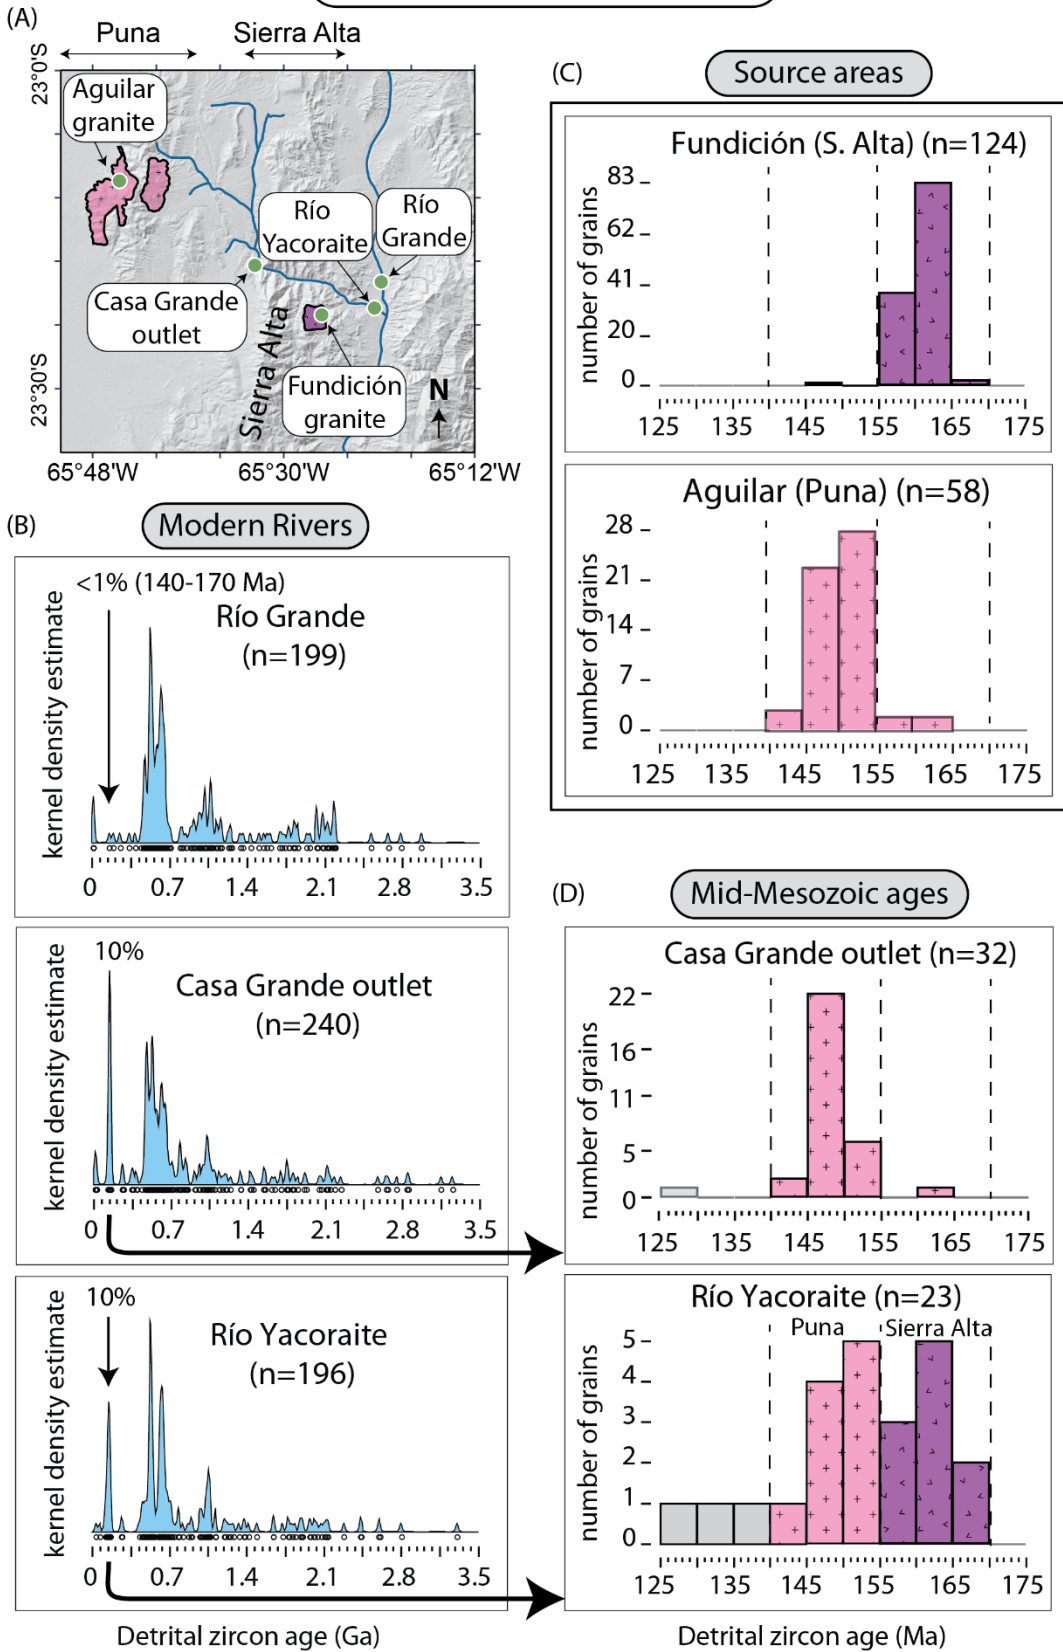 (A)
Puna
Sierra Alta
23°0'S
23°30'S
Aguilar
granite
Río
Yacoraite
Río
Grande
Casa Grande
outlet
Sierra Alta
Fundición
granite
N
65°48'W
65°30'W
65°12'W
(B)
Modern Rivers
<1% (140-170 Ma)
Río Grande
(n=199)
kernel density estimate
0 0.7 1.4 2.1 2.8 3.5
10%
Casa Grande outlet
(n=240)
kernel density estimate
0 0.7 1.4 2.1 2.8 3.5
10%
Río Yacoraite
(n=196)
kernel density estimate
0 0.7 1.4 2.1 2.8 3.5
Detrital zircon age (Ga)
(C)
Source areas
Fundición (S. Alta) (n=124)
number of grains
83
62
41
20
0
125 135 145 155 165 175
Aguilar (Puna) (n=58)
number of grains
28
21
14
7
0
125 135 145 155 165 175
(D)
Mid-Mesozoic ages
Casa Grande outlet (n=32)
number of grains
22
16
11
5
0
125 135 145 155 165 175
Río Yacoraite (n=23)
Puna
Sierra Alta
number of grains
5
4
3
2
1
0
125 135 145 155 165 175
Detrital zircon age (Ma)